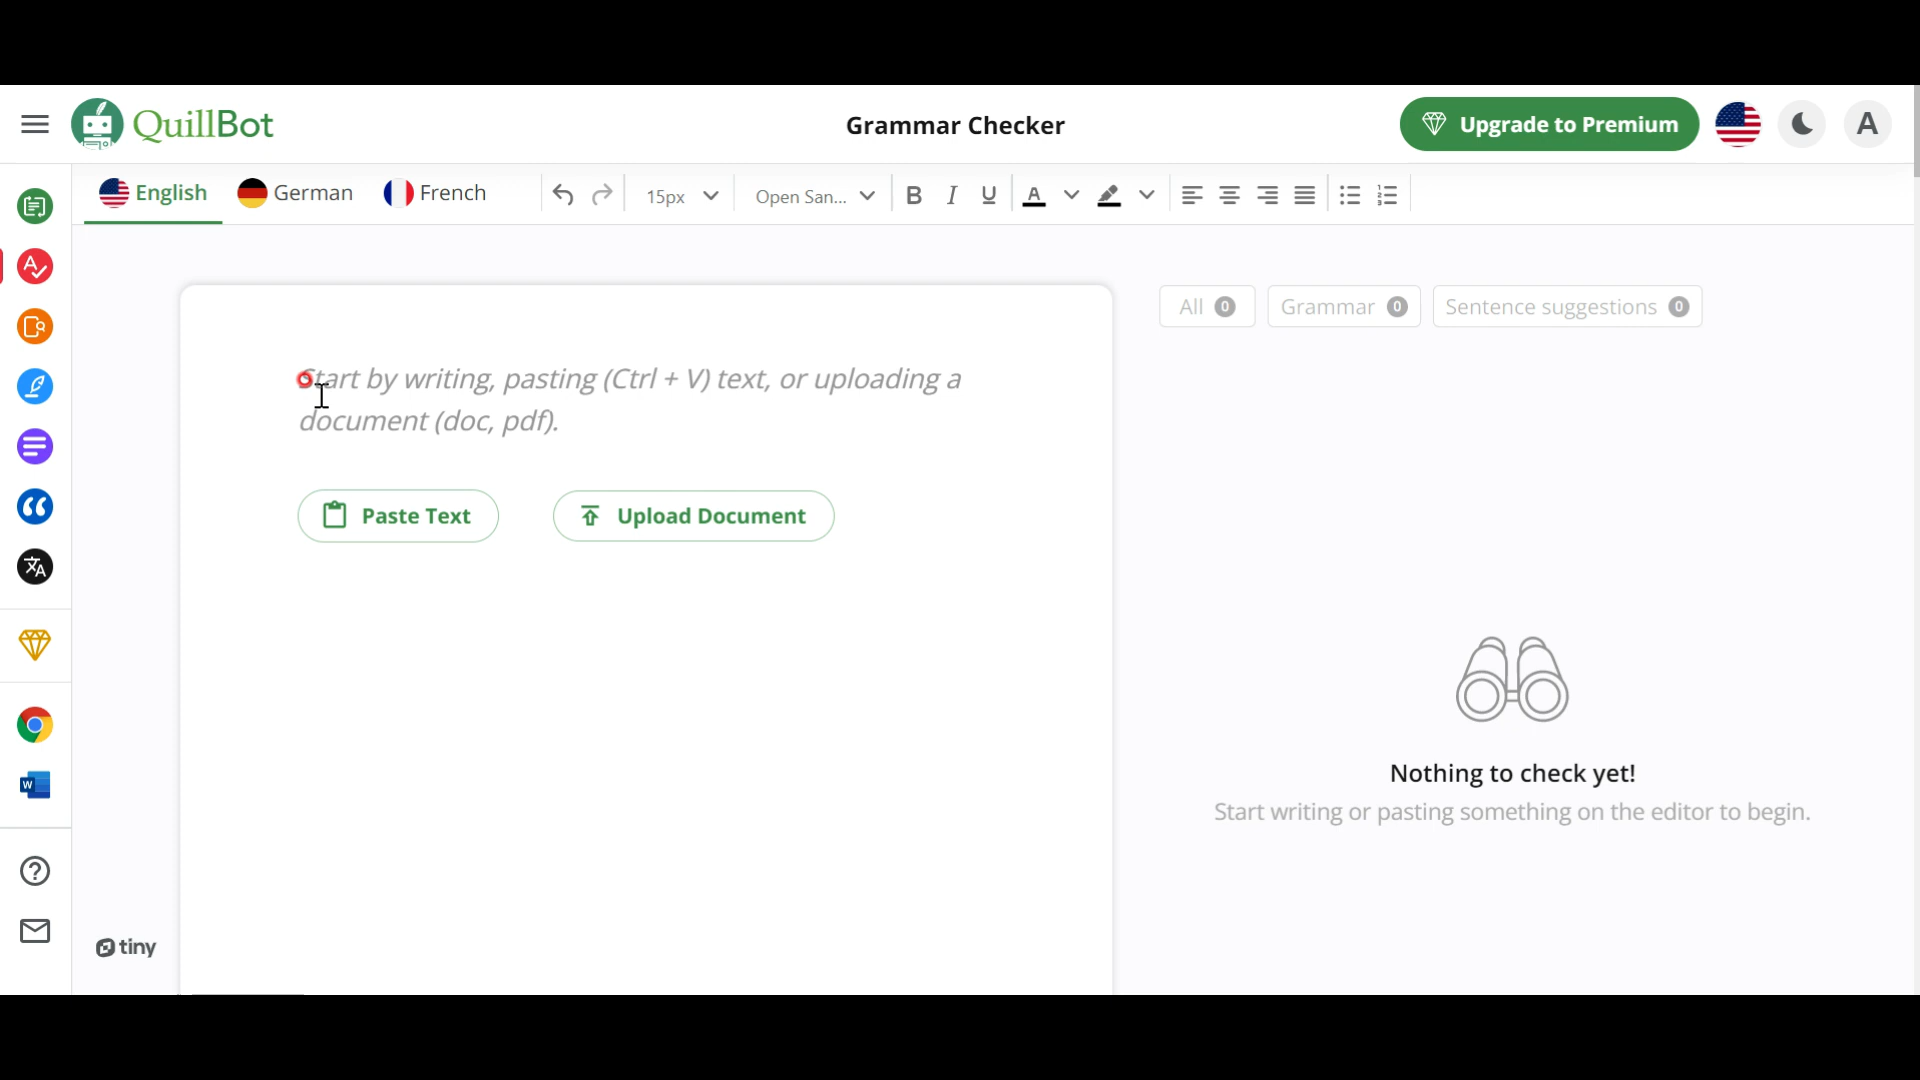 QuillBot
Grammar Checker
Upgrade to Premium
A
English German French
15px
Open San...
B I U A
All 0 Grammar 0 Sentence suggestions 0
Start by writing, pasting (Ctrl + V) text, or uploading a
document (doc, pdf).
Paste Text Upload Document
Nothing to check yet!
Start writing or pasting something on the editor to begin.
W
tiny